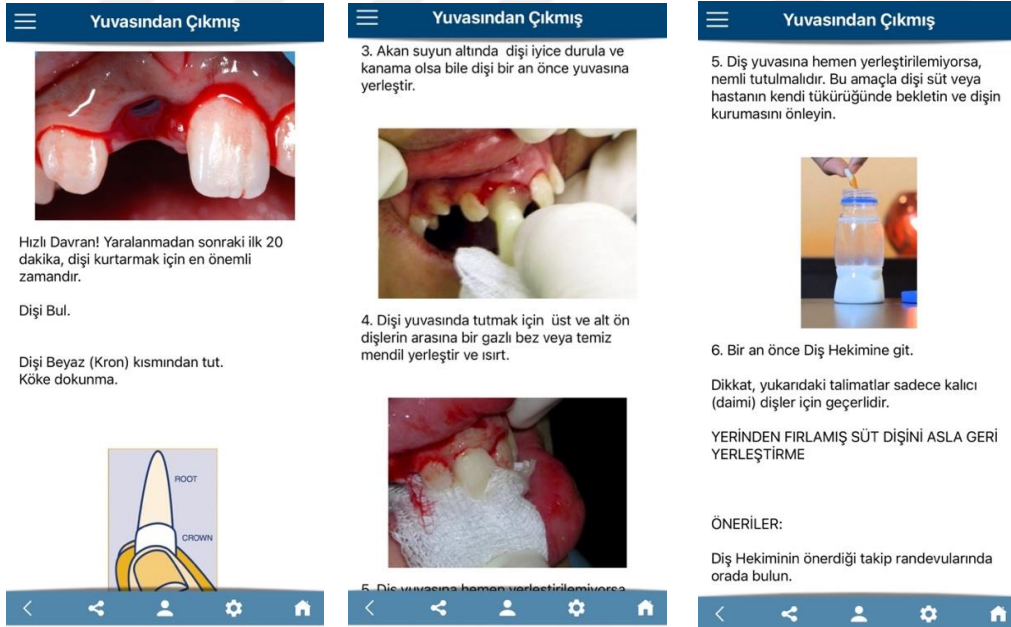 Yuvasından Çıkmış
Hızlı Davran! Yaralanmadan sonraki ilk 20
dakika, dişi kurtarmak için en önemli
zamandır.
Dişi Bul.
Dişi Beyaz (Kron) kısmından tut.
Köke dokunma.
ROOT
CROWN
Yuvasından Çıkmış
3. Akan suyun altında dişi iyice durula ve
kanama olsa bile dişi bir an önce yuvasına
yerleştir.
4. Dişi yuvasında tutmak için üst ve alt ön
dişlerin arasına bir gazlı bez veya temiz
mendil yerleştir ve ısırt.
5. Diş yuvasına hemen yerleştirilemiyorsa,
Yuvasından Çıkmış
5. Diş yuvasına hemen yerleştirilemiyorsa,
nemli tutulmalıdır. Bu amaçla dişi süt veya
hastanın kendi tükürüğünde bekletin ve dişin
kurumasını önleyin.
6. Bir an önce Diş Hekimine git.
Dikkat, yukarıdaki talimatlar sadece kalıcı
(daimi) dişler için geçerlidir.
YERİNDEN FIRLAMIŞ SÜT DİŞİNİ ASLA GERİ
YERLEŞTİRME
ÖNERİLER:
Diş Hekiminin önerdiği takip randevularında
orada bulun.